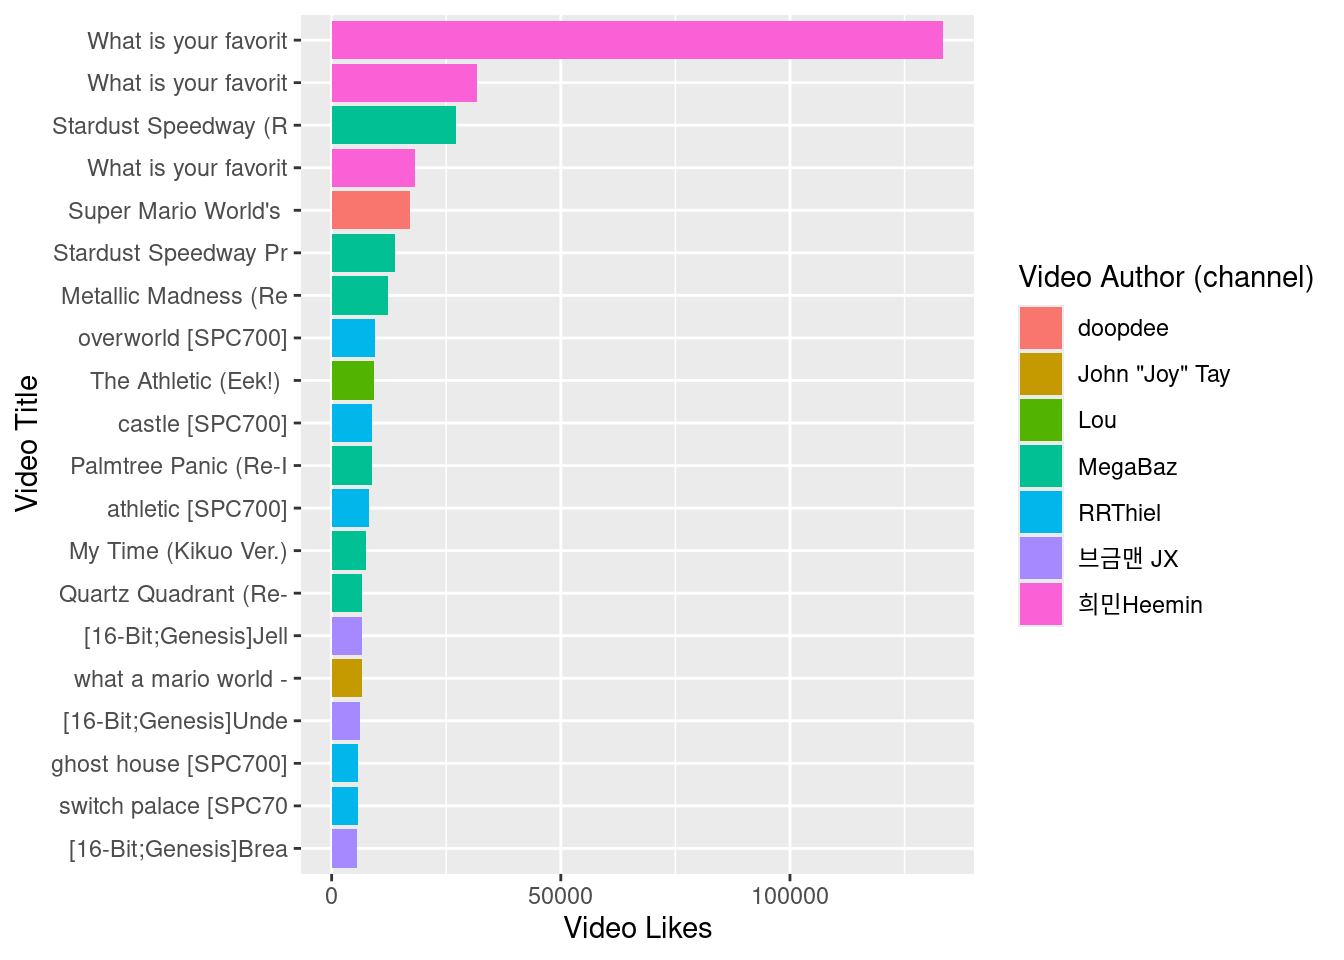 What is your favorit
What is your favorit
Stardust Speedway (R
What is your favorit
Super Mario World's
Stardust Speedway Pr
Metallic Madness (Re
overworld [SPC700]
The Athletic (Eek!)
castle [SPC700]
Palmtree Panic (Re-I
athletic [SPC700]
My Time (Kikuo Ver.)
Quartz Quadrant (Re-
[16-Bit;Genesis]Jell
what a mario world -
[16-Bit;Genesis]Unde
ghost house [SPC700]
switch palace [SPC70
[16-Bit;Genesis]Brea
Video Title
0 50000 100000
Video Likes
Video Author (channel)
doopdee
John "Joy" Tay
Lou
MegaBaz
RRThiel
브금맨 JX
희민Heemin